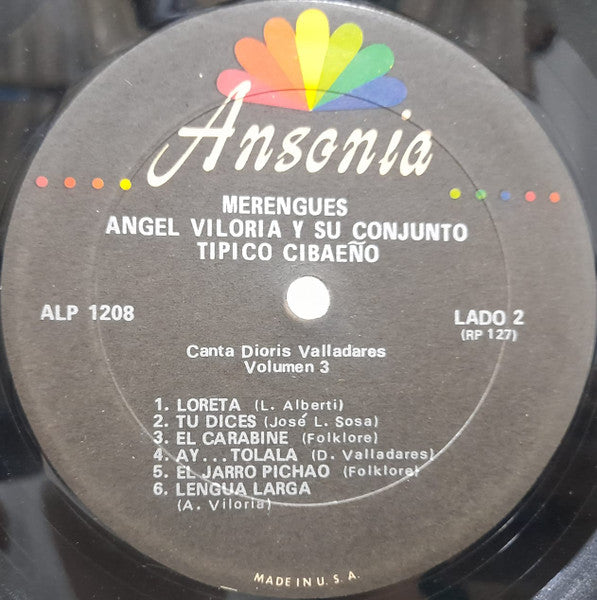 Ansonia
MERENGUES
ANGEL VILORIA Y SU CONJUNTO
TIPICO CIBAEÑO
ALP 1208
LADO 2
(RP 127)
Canta Dioris Valladares
Volumen 3
1. LORETA (L. Alberti)
2. TU DICES (José L. Sosa)
3. EL CARABINE (Folklore)
4. AY...TOLALA (D. Valladares)
5. EL JARRO PICHAO (Folklore)
6. LENGUA LARGA
(A. Viloria)
MADE IN U. S. A.